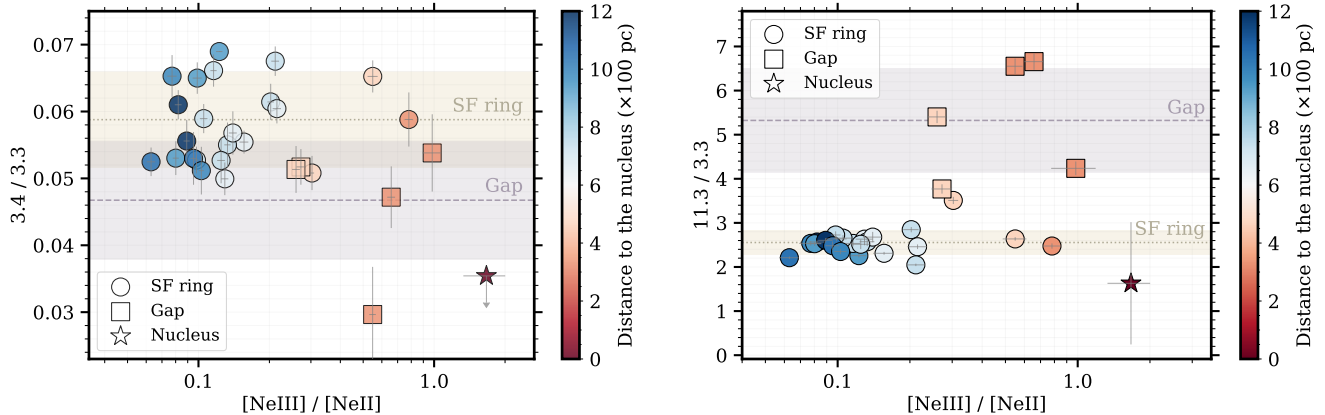 3.4 / 3.3
0.07
0.06
0.05
0.04
0.03
SF ring
Gap
SF ring
Gap
Nucleus
0.1
1.0
[NeIII] / [NeII]
12
10
8
6
4
2
0
Distance to the nucleus (×100 pc)
11.3 / 3.3
7
6
5
4
3
2
1
0
SF ring
Gap
Nucleus
Gap
SF ring
0.1
1.0
[NeIII] / [NeII]
12
10
8
6
4
2
0
Distance to the nucleus (×100 pc)